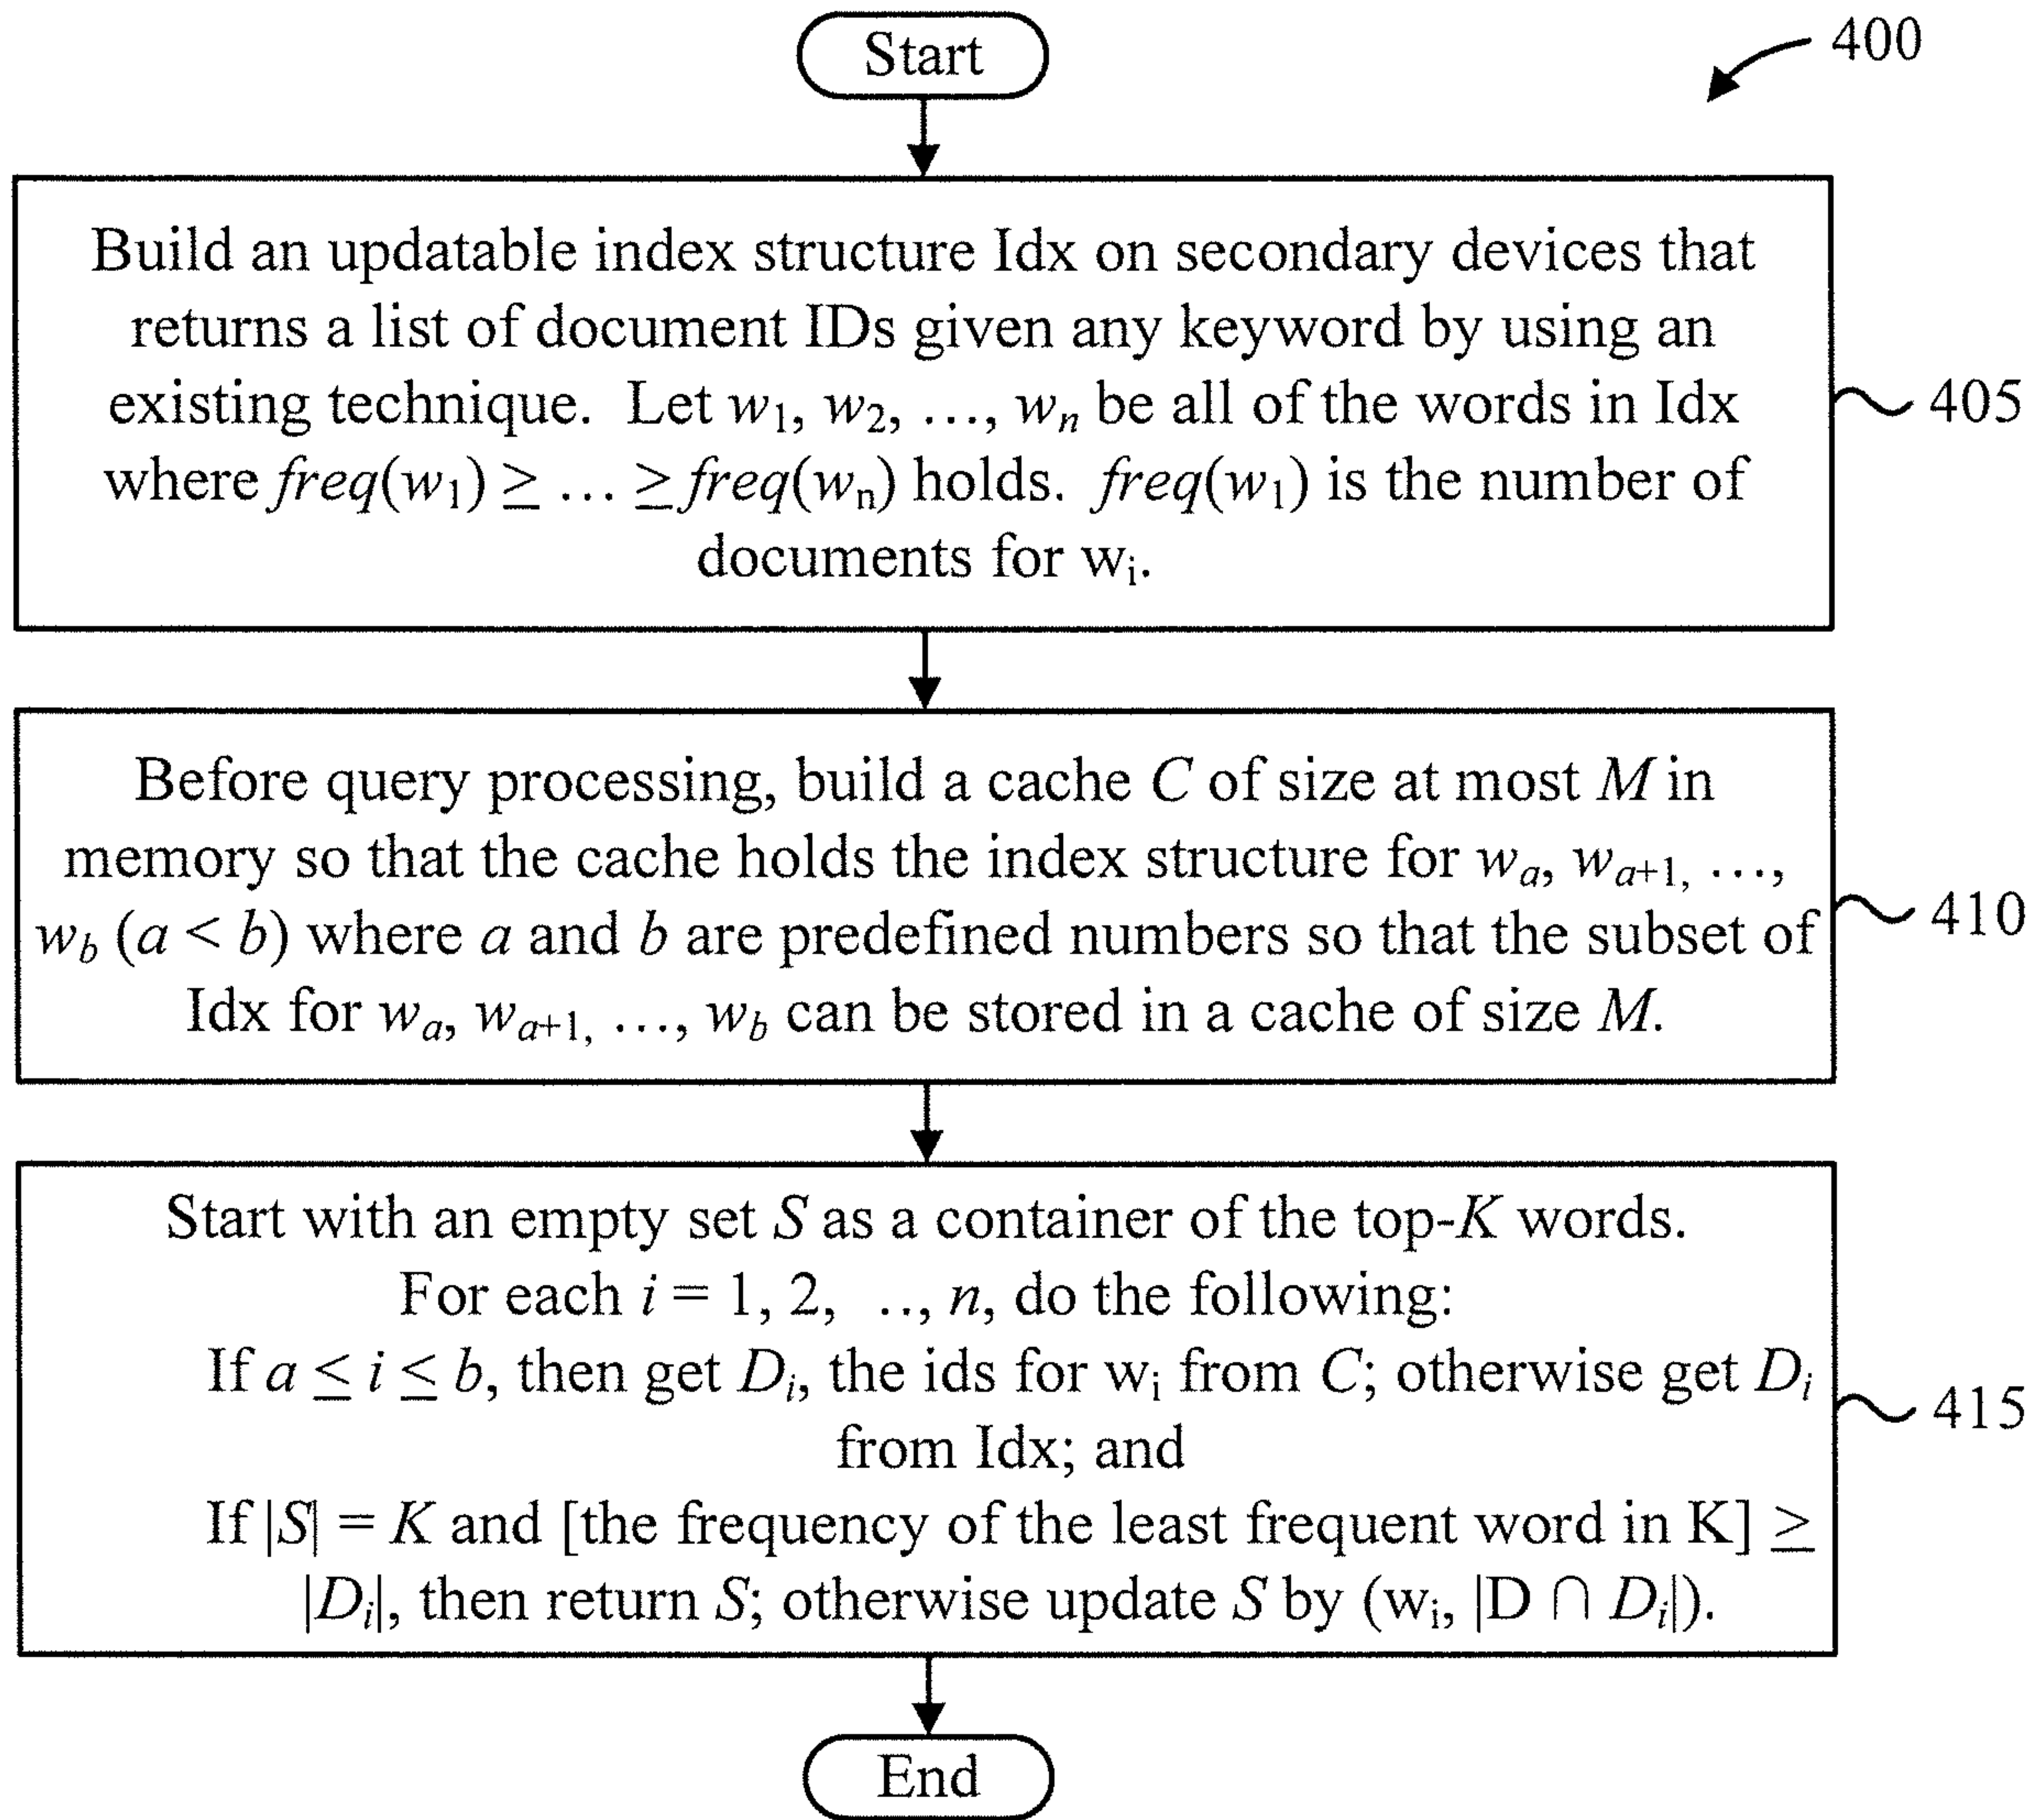 Start
400
Build an updatable index structure Idx on secondary devices that
returns a list of document IDs given any keyword by using an
existing technique. Let w₁, w₂, …, wₙ be all of the words in Idx
where freq(w₁) ≥ … ≥ freq(wₙ) holds. freq(w₁) is the number of
documents for wᵢ.
405
Before query processing, build a cache C of size at most M in
memory so that the cache holds the index structure for w_a, w_{a+1,} …,
w_b (a < b) where a and b are predefined numbers so that the subset of
Idx for w_a, w_{a+1,} …, w_b can be stored in a cache of size M.
410
Start with an empty set S as a container of the top-K words.
For each i = 1, 2, .., n, do the following:
If a ≤ i ≤ b, then get Dᵢ, the ids for wᵢ from C; otherwise get Dᵢ
from Idx; and
If |S| = K and [the frequency of the least frequent word in K] ≥
|Dᵢ|, then return S; otherwise update S by (wᵢ, |D ∩ Dᵢ|).
415
End